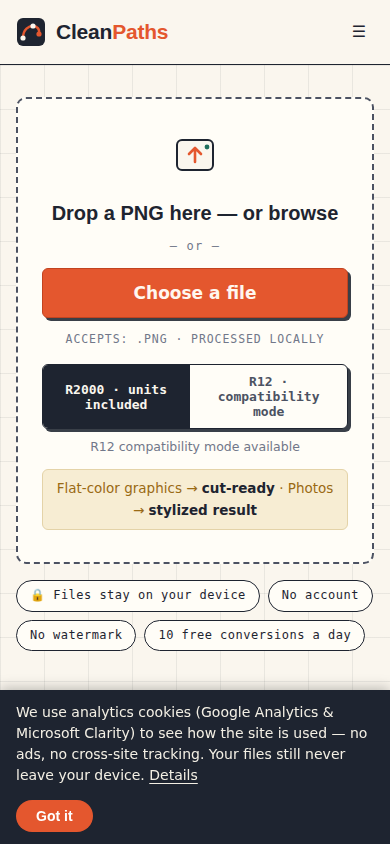 CleanPaths
☰
Drop a PNG here — or browse
— or —
Choose a file
ACCEPTS: .PNG · PROCESSED LOCALLY
R2000 · units
included
R12 ·
compatibility
mode
R12 compatibility mode available
Flat-color graphics → cut-ready · Photos
→ stylized result
🔒 Files stay on your device
No account
No watermark
10 free conversions a day
We use analytics cookies (Google Analytics &
Microsoft Clarity) to see how the site is used — no
ads, no cross-site tracking. Your files still never
leave your device. Details
Got it